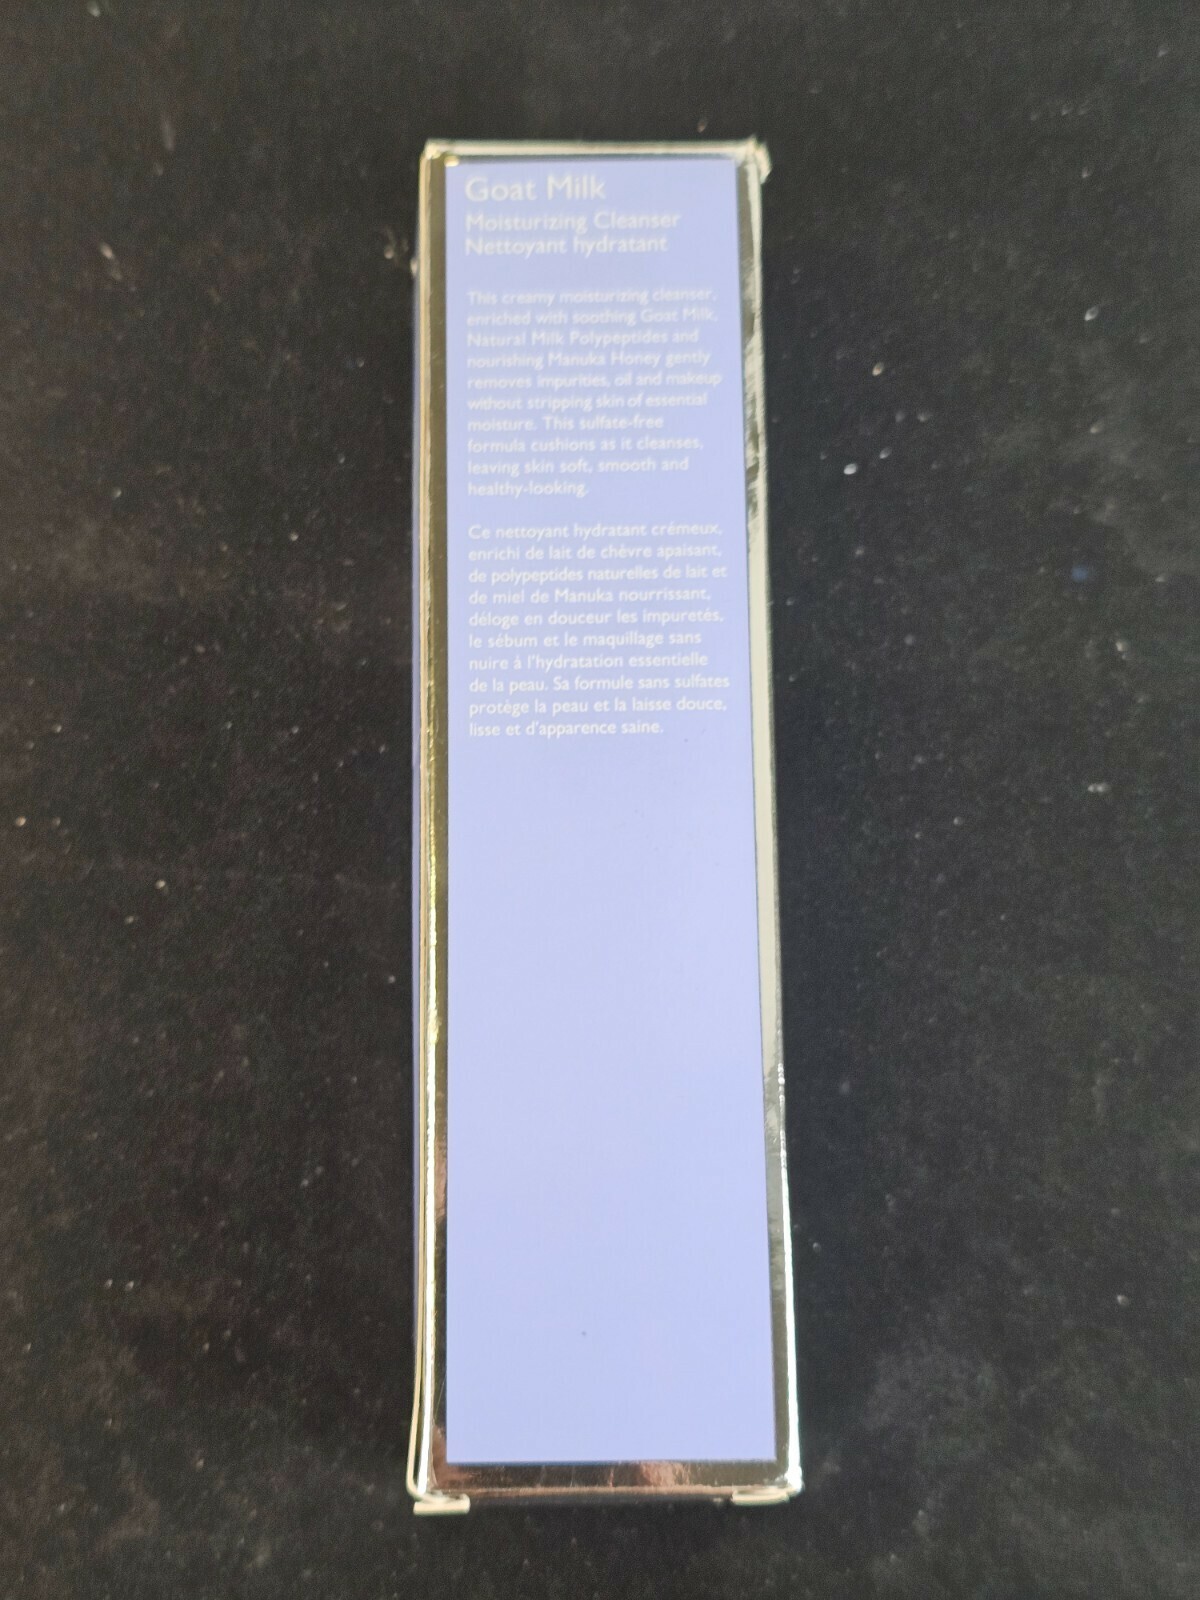 Goat Milk
Moisturizing Cleanser
Nettoyant hydratant
This creamy moisturizing cleanser,
enriched with soothing Goat Milk,
Natural Milk Polypeptides and
nourishing Manuka Honey gently
removes impurities, oil and makeup
without stripping skin of essential
moisture. This sulfate-free
formula cushions as it cleanses,
leaving skin soft, smooth and
healthy-looking.
Ce nettoyant hydratant crémeux,
enrichi de lait de chèvre apaisant,
de polypeptides naturelles de lait et
de miel de Manuka nourrissant,
déloge en douceur les impuretés,
le sébum et le maquillage sans
nuire à l'hydratation essentielle
de la peau. Sa formule sans sulfates
protège la peau et la laisse douce,
lisse et d'apparence saine.